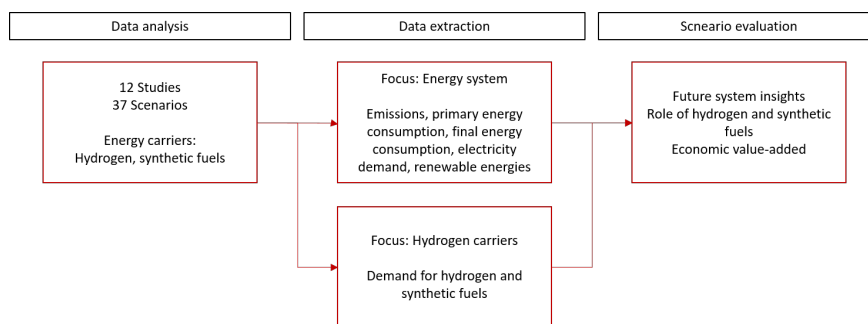 Data analysis
Data extraction
Scneario evaluation
12 Studies
37 Scenarios
Energy carriers:
Hydrogen, synthetic fuels
Focus: Energy system
Emissions, primary energy
consumption, final energy
consumption, electricity
demand, renewable energies
Focus: Hydrogen carriers
Demand for hydrogen and
synthetic fuels
Future system insights
Role of hydrogen and synthetic
fuels
Economic value-added